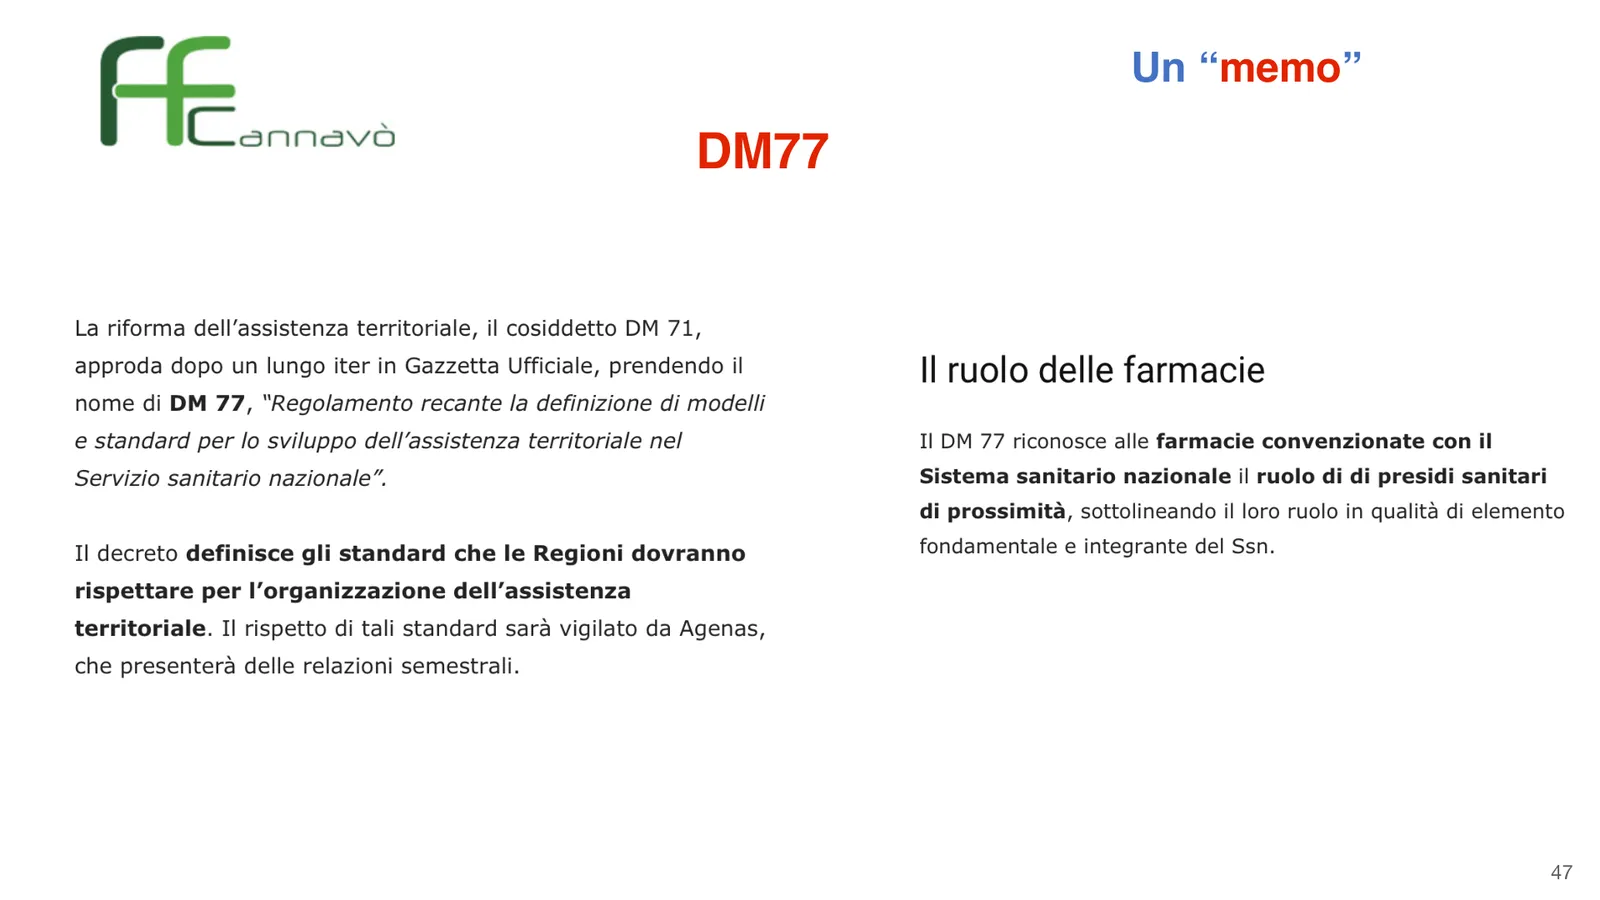 FFCannavò
Un “memo”
DM77
La riforma dell’assistenza territoriale, il cosiddetto DM 71,
approda dopo un lungo iter in Gazzetta Ufficiale, prendendo il
nome di DM 77, “Regolamento recante la definizione di modelli
e standard per lo sviluppo dell’assistenza territoriale nel
Servizio sanitario nazionale”.
Il decreto definisce gli standard che le Regioni dovranno
rispettare per l’organizzazione dell’assistenza
territoriale. Il rispetto di tali standard sarà vigilato da Agenas,
che presenterà delle relazioni semestrali.
Il ruolo delle farmacie
Il DM 77 riconosce alle farmacie convenzionate con il
Sistema sanitario nazionale il ruolo di di presidi sanitari
di prossimità, sottolineando il loro ruolo in qualità di elemento
fondamentale e integrante del Ssn.
47